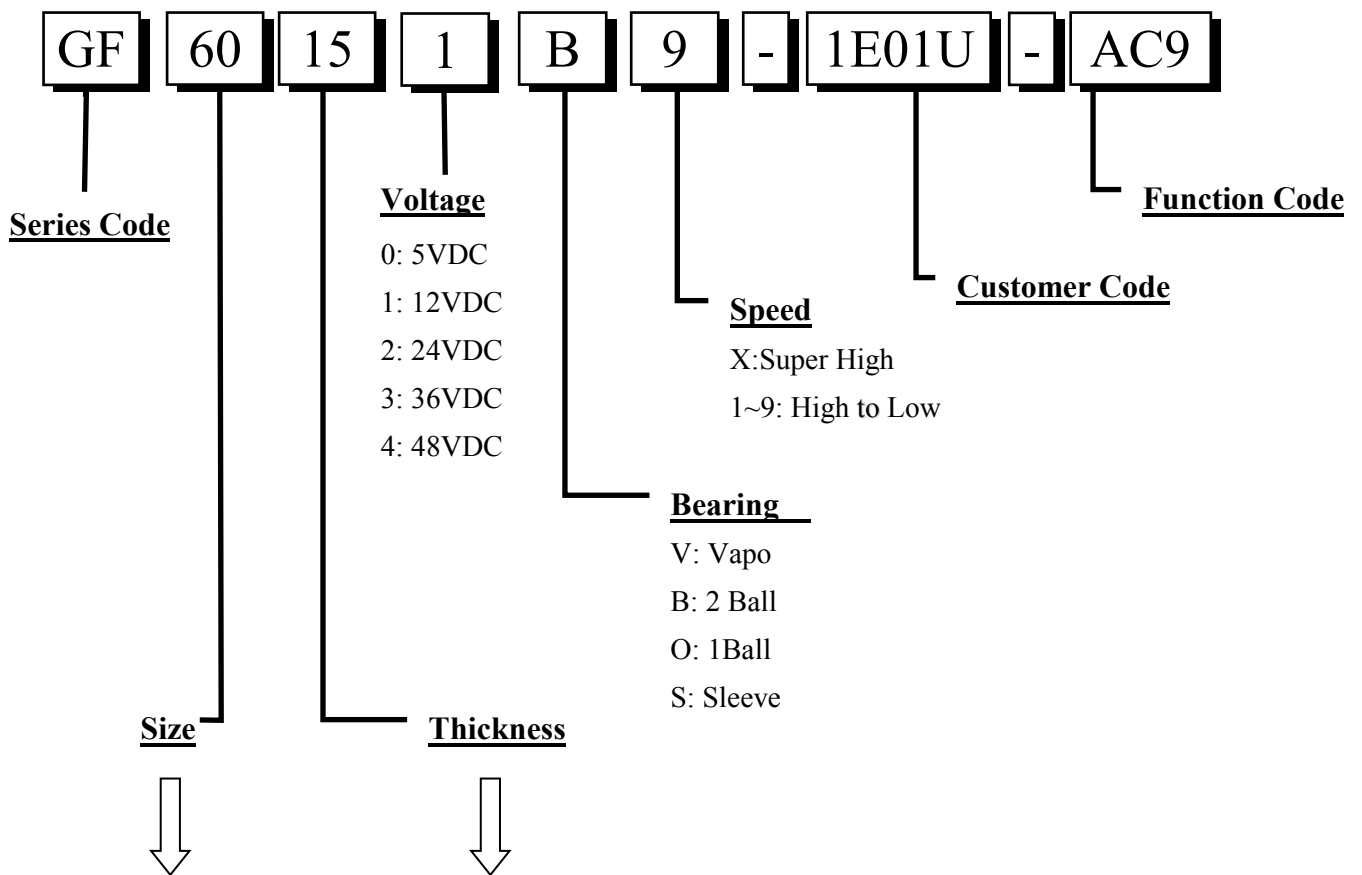 GF 60 15 1 B 9 - 1E01U - AC9
Series Code
Voltage
0: 5VDC
1: 12VDC
2: 24VDC
3: 36VDC
4: 48VDC
Function Code
Customer Code
Speed
X:Super High
1~9: High to Low
Bearing
V: Vapo
B: 2 Ball
O: 1Ball
S: Sleeve
Size
Thickness